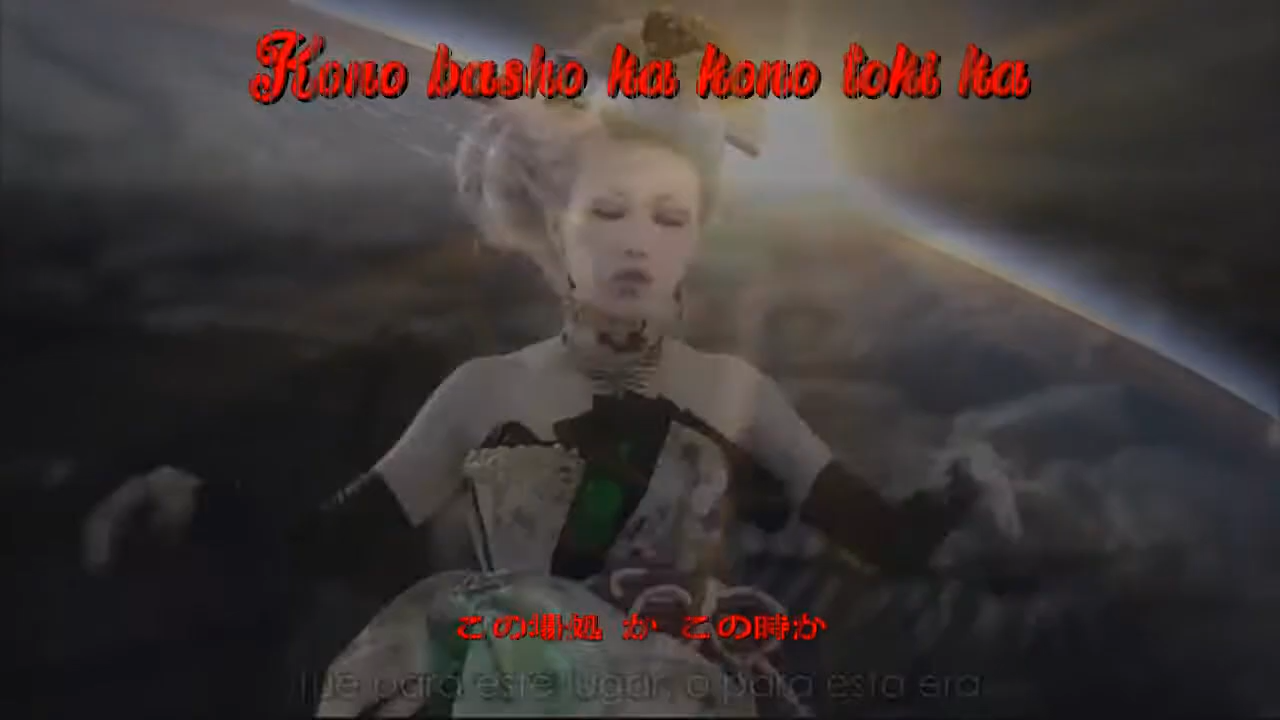 Kono basho ka kono toki ka
この場処 か この時か
fue para este lugar, o para esta era